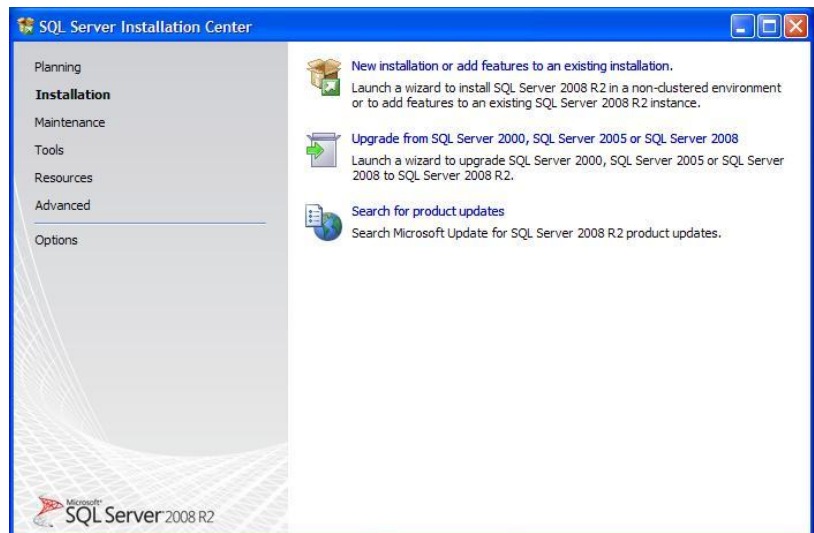 SQL Server Installation Center
Planning
Installation
Maintenance
Tools
Resources
Advanced
Options
New installation or add features to an existing installation.
Launch a wizard to install SQL Server 2008 R2 in a non-clustered environment
or to add features to an existing SQL Server 2008 R2 instance.
Upgrade from SQL Server 2000, SQL Server 2005 or SQL Server 2008
Launch a wizard to upgrade SQL Server 2000, SQL Server 2005 or SQL Server
2008 to SQL Server 2008 R2.
Search for product updates
Search Microsoft Update for SQL Server 2008 R2 product updates.
Microsoft®
SQL Server 2008 R2